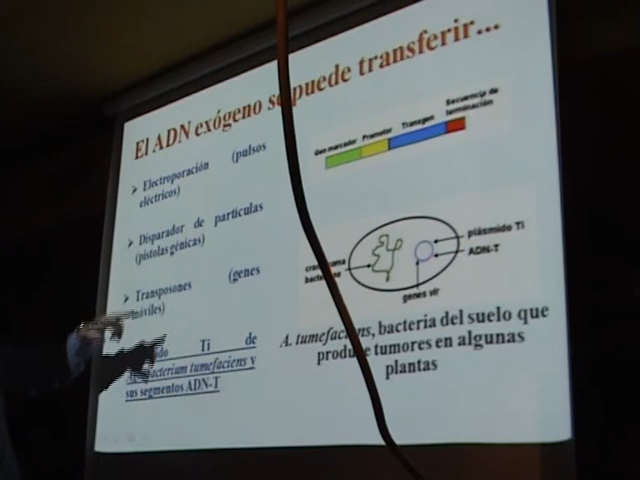 El ADN exógeno se puede transferir...
Electroporación (pulsos
eléctricos)
Disparador de partículas
(pistolas génicas)
Transposones (genes
móviles)
Ti de
tumefaciens y
sus segmentos ADN-T
Gen marcador Promotor Transgen Secuencia de
terminación
plásmido Ti
ADN-T
genes vir
A. tumefaciens, bacteria del suelo que
produce tumores en algunas
plantas